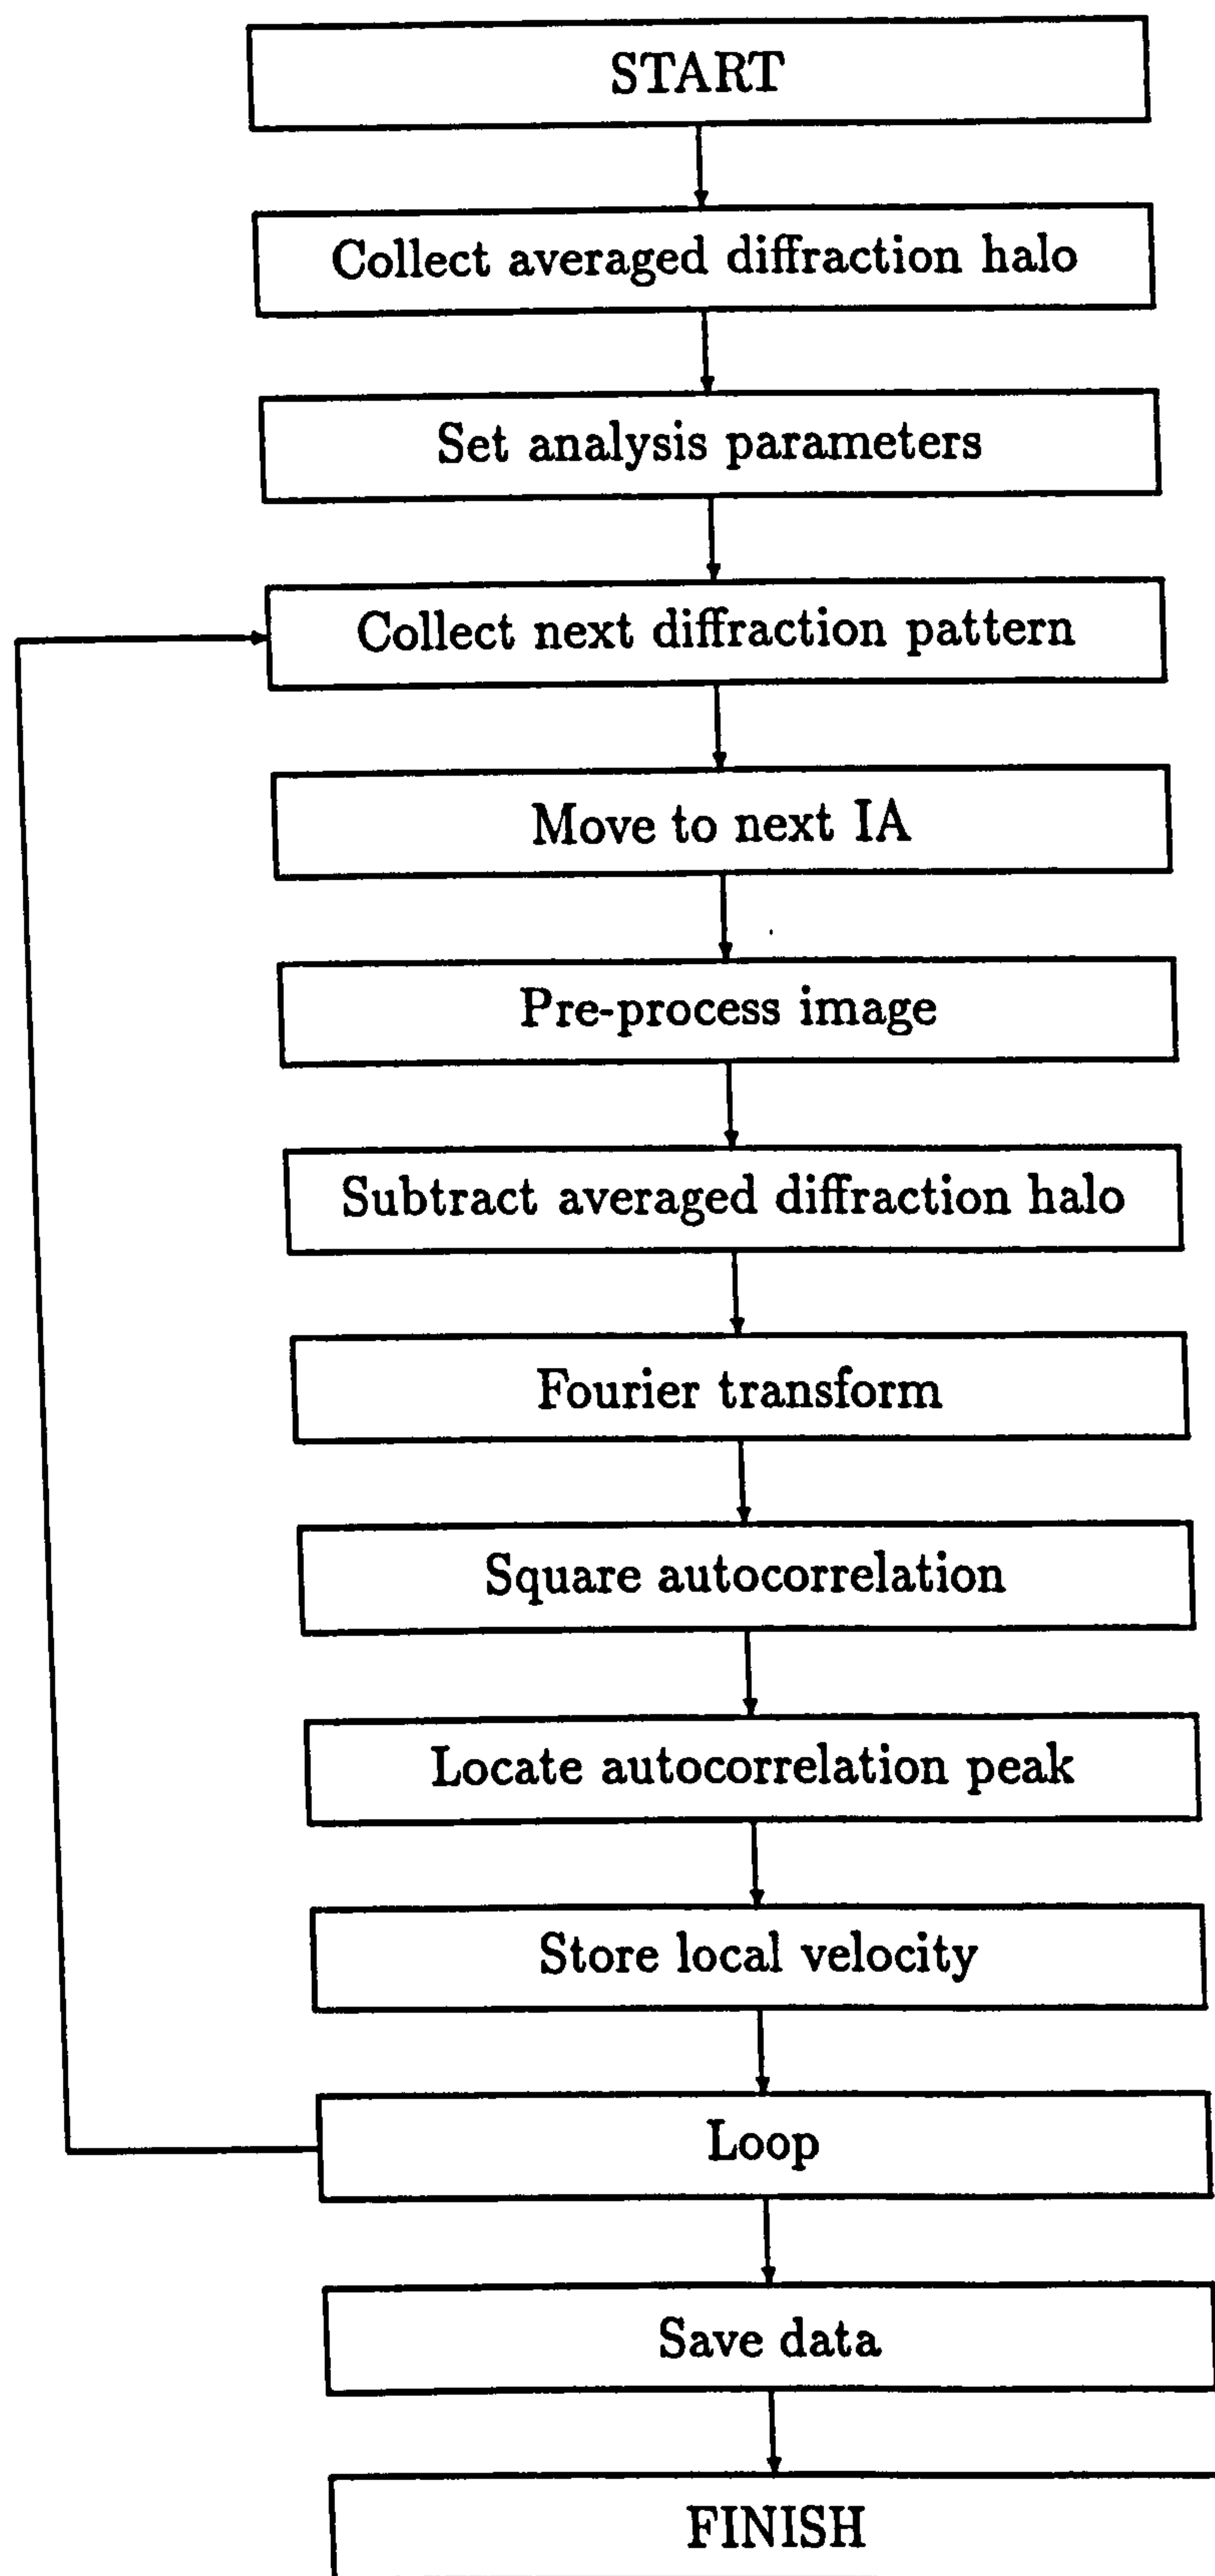 START
Collect averaged diffraction halo
Set analysis parameters
Collect next diffraction pattern
Move to next IA
Pre-process image
Subtract averaged diffraction halo
Fourier transform
Square autocorrelation
Locate autocorrelation peak
Store local velocity
Loop
Save data
FINISH